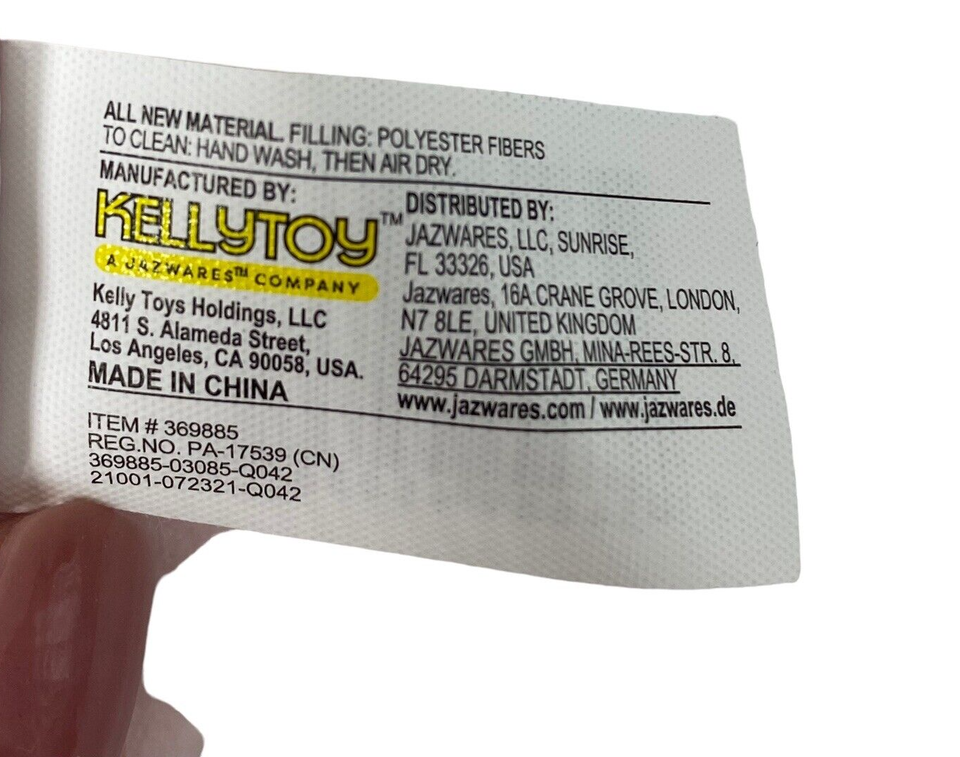 ALL NEW MATERIAL. FILLING: POLYESTER FIBERS
TO CLEAN: HAND WASH, THEN AIR DRY.
MANUFACTURED BY:
KELLYTOY™
A JAZWARES™ COMPANY
Kelly Toys Holdings, LLC
4811 S. Alameda Street,
Los Angeles, CA 90058, USA.
MADE IN CHINA
DISTRIBUTED BY:
JAZWARES, LLC, SUNRISE,
FL 33326, USA
Jazwares, 16A CRANE GROVE, LONDON,
N7 8LE, UNITED KINGDOM
JAZWARES GMBH, MINA-REES-STR. 8,
64295 DARMSTADT, GERMANY
www.jazwares.com / www.jazwares.de
ITEM # 369885
REG.NO. PA-17539 (CN)
369885-03085-Q042
21001-072321-Q042